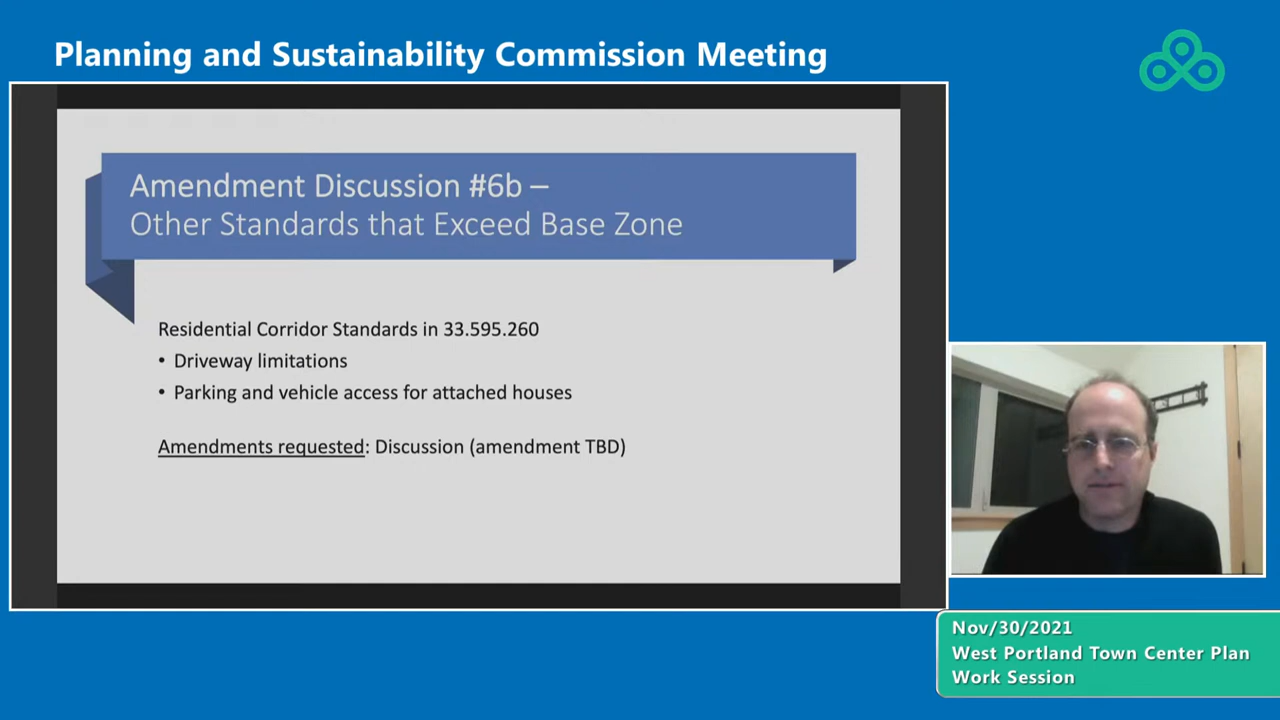 Planning and Sustainability Commission Meeting
Amendment Discussion #6b –
Other Standards that Exceed Base Zone
Residential Corridor Standards in 33.595.260
• Driveway limitations
• Parking and vehicle access for attached houses
Amendments requested: Discussion (amendment TBD)
Nov/30/2021
West Portland Town Center Plan
Work Session